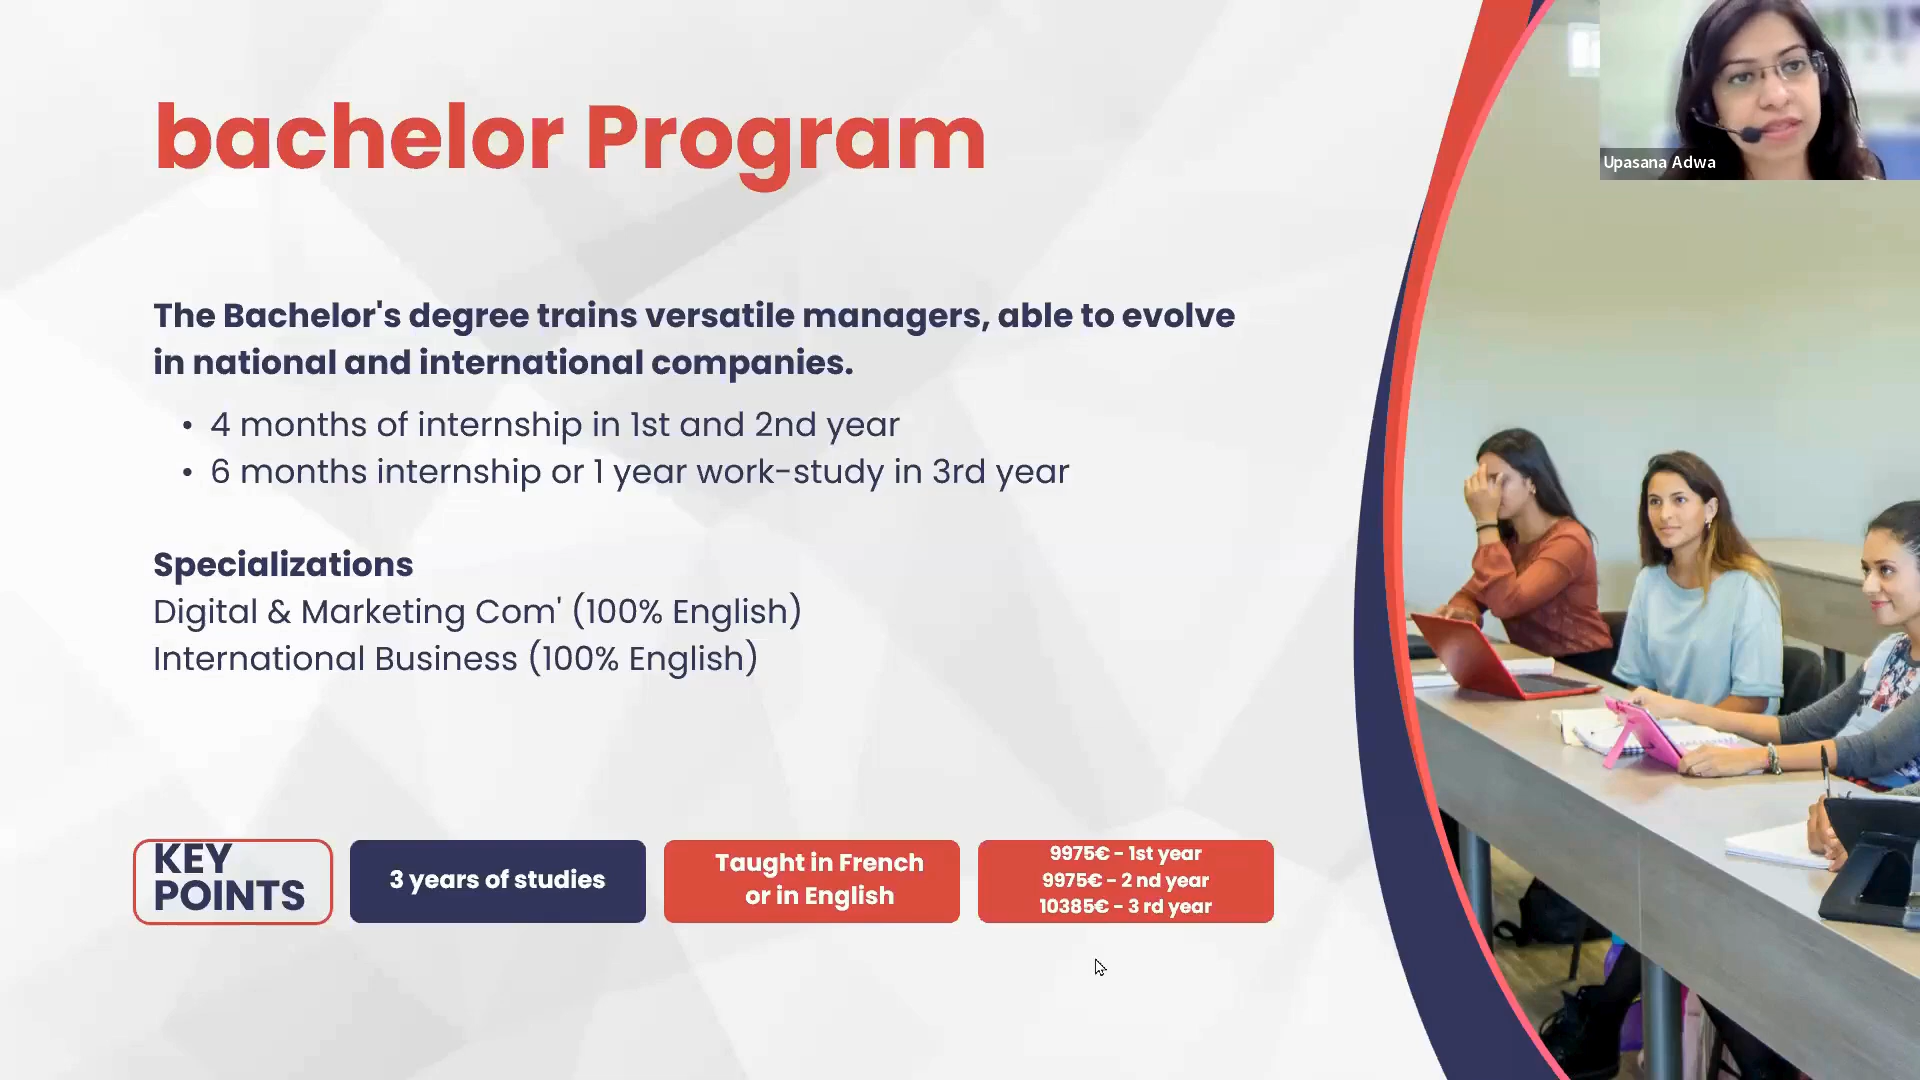 bachelor Program
Upasana Adwa
The Bachelor's degree trains versatile managers, able to evolve
in national and international companies.
• 4 months of internship in 1st and 2nd year
• 6 months internship or 1 year work-study in 3rd year
Specializations
Digital & Marketing Com' (100% English)
International Business (100% English)
KEY
POINTS
3 years of studies
Taught in French
or in English
9975€ - 1st year
9975€ - 2 nd year
10385€ - 3 rd year